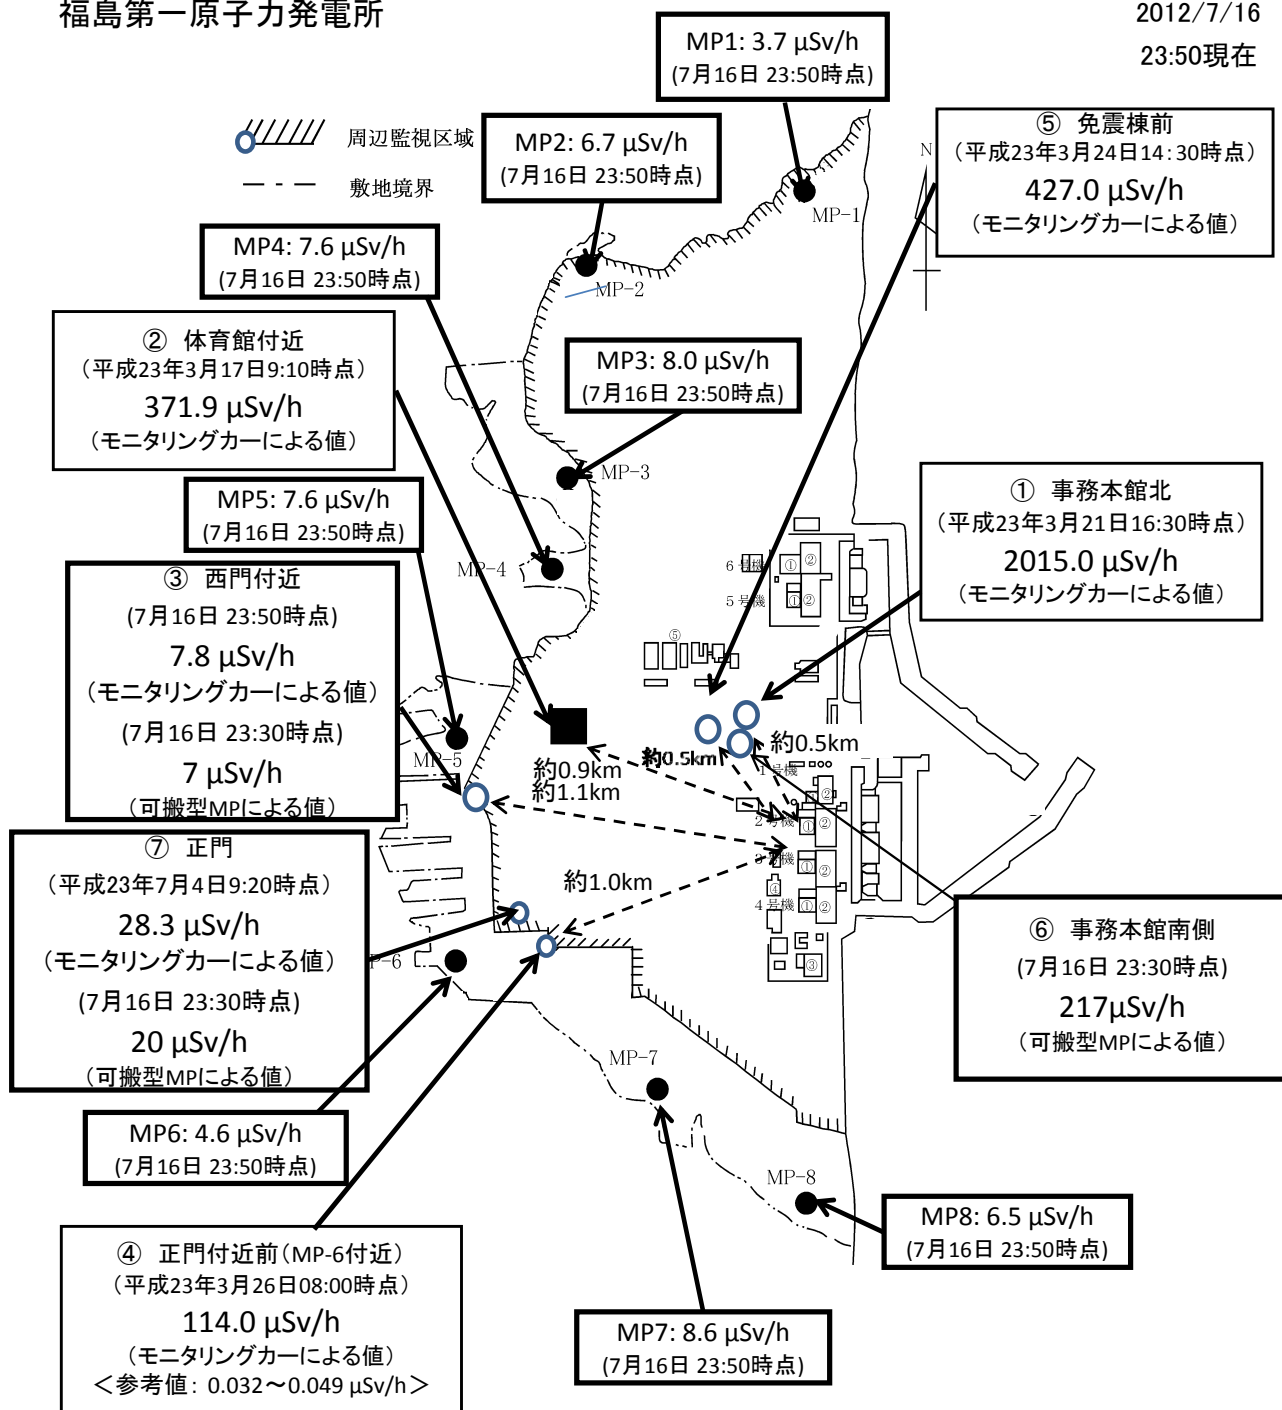 福島第一原子力発電所
2012/7/16
23:50現在
MP1: 3.7 μSv/h
(7月16日 23:50時点)
周辺監視区域
敷地境界
MP2: 6.7 μSv/h
(7月16日 23:50時点)
⑤ 免震棟前
(平成23年3月24日14:30時点)
427.0 μSv/h
(モニタリングカーによる値)
N
MP-1
MP4: 7.6 μSv/h
(7月16日 23:50時点)
MP-2
② 体育館付近
(平成23年3月17日9:10時点)
371.9 μSv/h
(モニタリングカーによる値)
MP3: 8.0 μSv/h
(7月16日 23:50時点)
MP-3
MP5: 7.6 μSv/h
(7月16日 23:50時点)
① 事務本館北
(平成23年3月21日16:30時点)
2015.0 μSv/h
(モニタリングカーによる値)
MP-4
6号機
① ②
5号機
① ②
③ 西門付近
(7月16日 23:50時点)
7.8 μSv/h
(モニタリングカーによる値)
(7月16日 23:30時点)
7 μSv/h
(可搬型MPによる値)
⑤
MP-5
約0.9km
約1.1km
約0.5km
約0.5km
1号機
②
2号機
① ②
3号機
① ②
④
4号機
① ②
③
⑦ 正門
(平成23年7月4日9:20時点)
28.3 μSv/h
(モニタリングカーによる値)
(7月16日 23:30時点)
20 μSv/h
(可搬型MPによる値)
約1.0km
P-6
⑥ 事務本館南側
(7月16日 23:30時点)
217μSv/h
(可搬型MPによる値)
MP-7
MP6: 4.6 μSv/h
(7月16日 23:50時点)
MP-8
MP8: 6.5 μSv/h
(7月16日 23:50時点)
④ 正門付近前(MP-6付近)
(平成23年3月26日08:00時点)
114.0 μSv/h
(モニタリングカーによる値)
<参考値: 0.032~0.049 μSv/h>
MP7: 8.6 μSv/h
(7月16日 23:50時点)